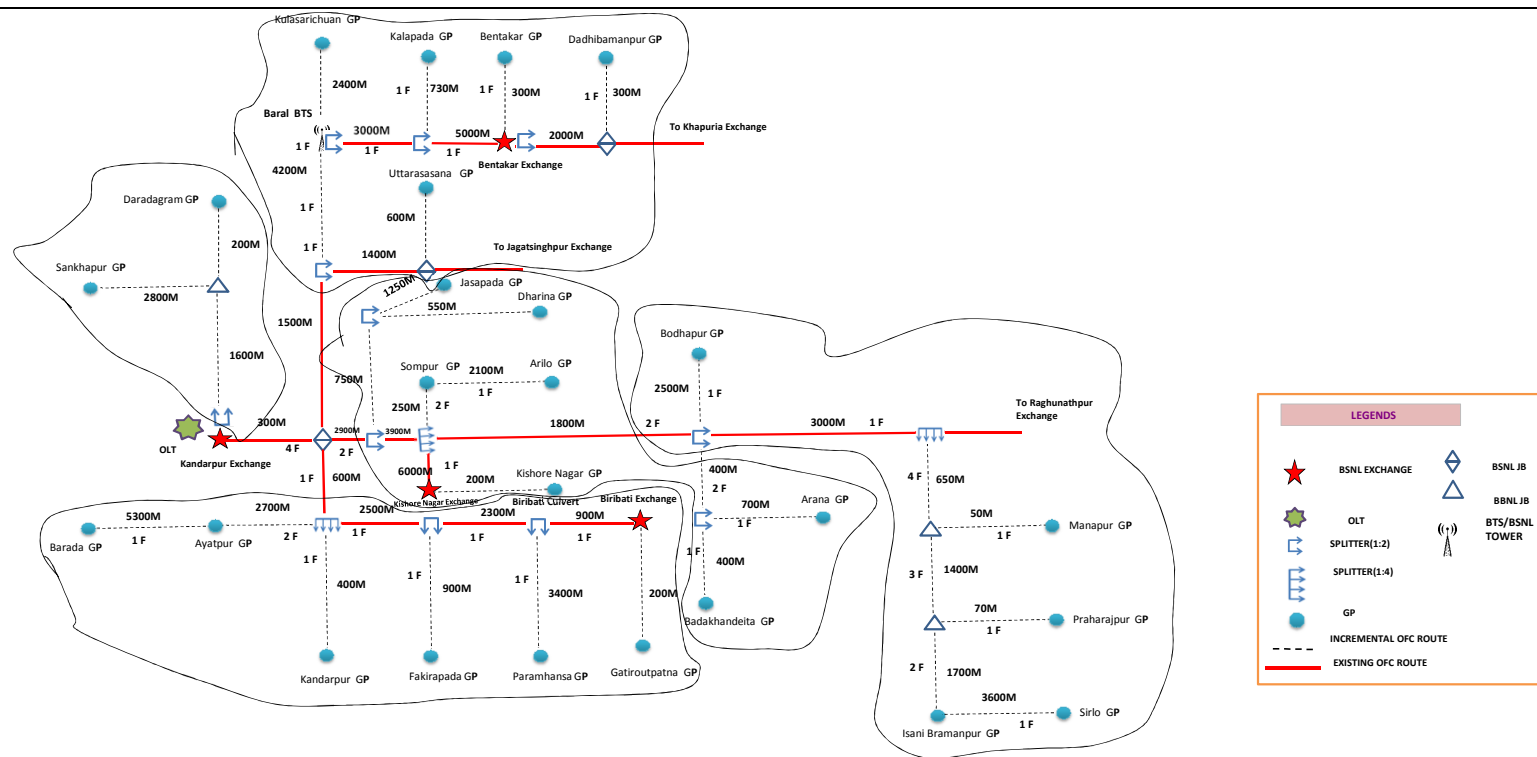 Kulasarichuan GP
Kalapada GP
Bentakar GP
Dadhibamanpur GP
2400M
1 F
730M
1 F
300M
1 F
300M
Baral BTS
3000M
5000M
2000M
To Khapuria Exchange
1 F
1 F
1 F
Bentakar Exchange
4200M
Uttarasasana GP
Daradagram GP
1 F
600M
200M
1 F
1400M
To Jagatsinghpur Exchange
Sankhapur GP
2800M
1250M
Jasapada GP
Dharina GP
550M
1500M
Bodhapur GP
1600M
Sompur GP
2100M
Arilo GP
750M
1 F
2500M
1 F
250M
2 F
To Raghunathpur
Exchange
300M
2900M
3900M
1800M
2 F
3000M
1 F
OLT
4 F
2 F
Kandarpur Exchange
1 F
600M
6000M
1 F
200M
Kishore Nagar GP
400M
2 F
4 F
650M
Kishore Nagar Exchange
Biribati Culvert
Biribati Exchange
5300M
2700M
2500M
2300M
900M
700M
Arana GP
50M
Manapur GP
Barada GP
1 F
Ayatpur GP
2 F
1 F
1 F
1 F
1 F
1 F
1 F
400M
1 F
900M
1 F
3400M
200M
1 F
400M
3 F
1400M
70M
Praharajpur GP
1 F
Badakhandeita GP
Kandarpur GP
Fakirapada GP
Paramhansa GP
Gatiroutpatna GP
2 F
1700M
3600M
Sirlo GP
1 F
Isani Bramanpur GP
LEGENDS
BSNL EXCHANGE
BSNL JB
BBNL JB
OLT
BTS/BSNL
TOWER
SPLITTER(1:2)
SPLITTER(1:4)
GP
INCREMENTAL OFC ROUTE
EXISTING OFC ROUTE